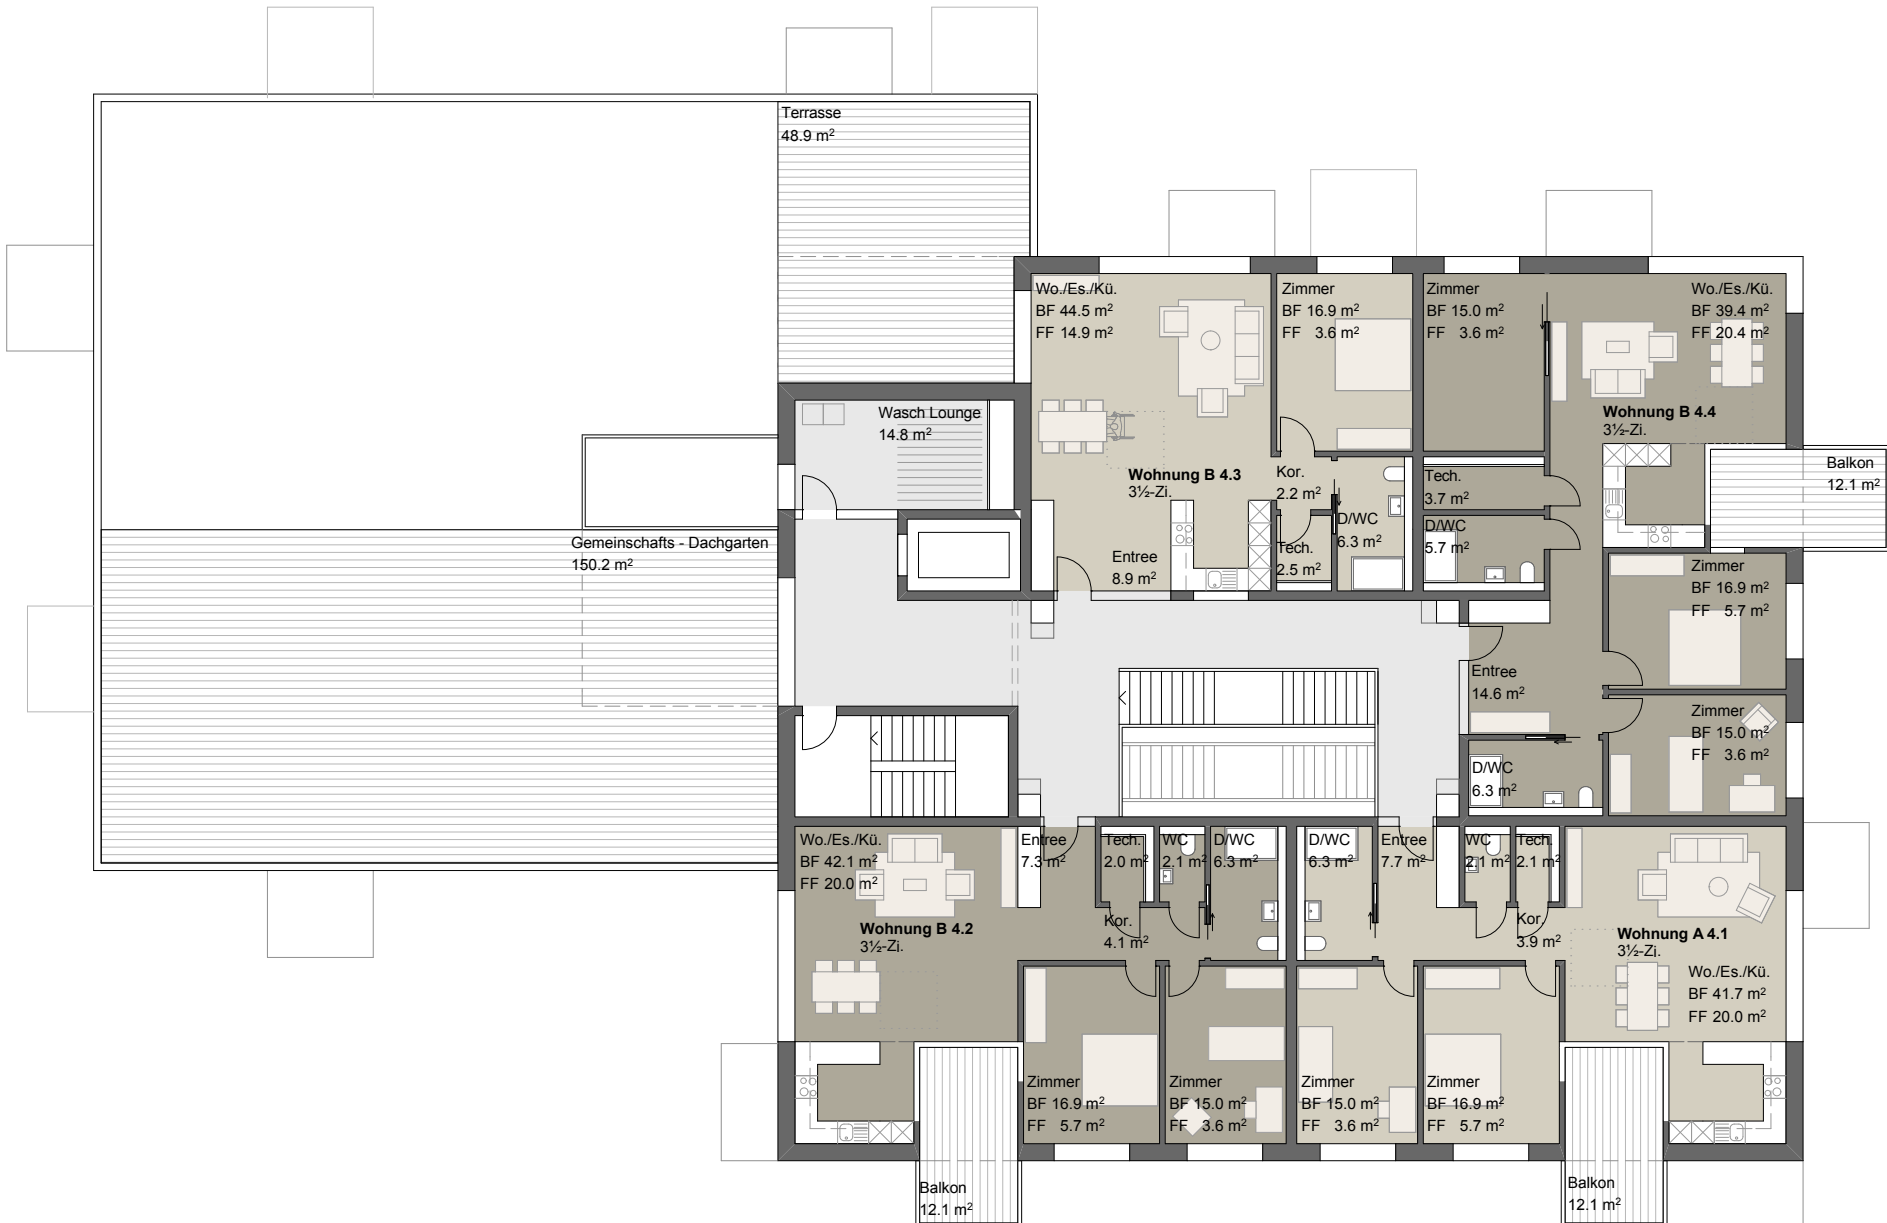 Terrasse
48.9 m²
Wo./Es./Kü.
BF 44.5 m²
FF 14.9 m²
Zimmer
BF 16.9 m²
FF 3.6 m²
Zimmer
BF 15.0 m²
FF 3.6 m²
Wo./Es./Kü.
BF 39.4 m²
FF 20.4 m²
Wasch Lounge
14.8 m²
Wohnung B 4.4
3½-Zi.
Wohnung B 4.3
3½-Zi.
Kor.
2.2 m²
Tech.
3.7 m²
Balkon
12.1 m²
D/WC
6.3 m²
D/WC
5.7 m²
Gemeinschafts - Dachgarten
150.2 m²
Entree
8.9 m²
Tech.
2.5 m²
Zimmer
BF 16.9 m²
FF 5.7 m²
Entree
14.6 m²
Zimmer
BF 15.0 m²
FF 3.6 m²
D/WC
6.3 m²
Wo./Es./Kü.
BF 42.1 m²
FF 20.0 m²
Entree
7.3 m²
Tech.
2.0 m²
WC
2.1 m²
D/WC
6.3 m²
D/WC
6.3 m²
Entree
7.7 m²
WC
2.1 m²
Tech.
2.1 m²
Kor.
4.1 m²
Kor.
3.9 m²
Wohnung B 4.2
3½-Zi.
Wohnung A 4.1
3½-Zi.
Wo./Es./Kü.
BF 41.7 m²
FF 20.0 m²
Zimmer
BF 16.9 m²
FF 5.7 m²
Zimmer
BF 15.0 m²
FF 3.6 m²
Zimmer
BF 15.0 m²
FF 3.6 m²
Zimmer
BF 16.9 m²
FF 5.7 m²
Balkon
12.1 m²
Balkon
12.1 m²